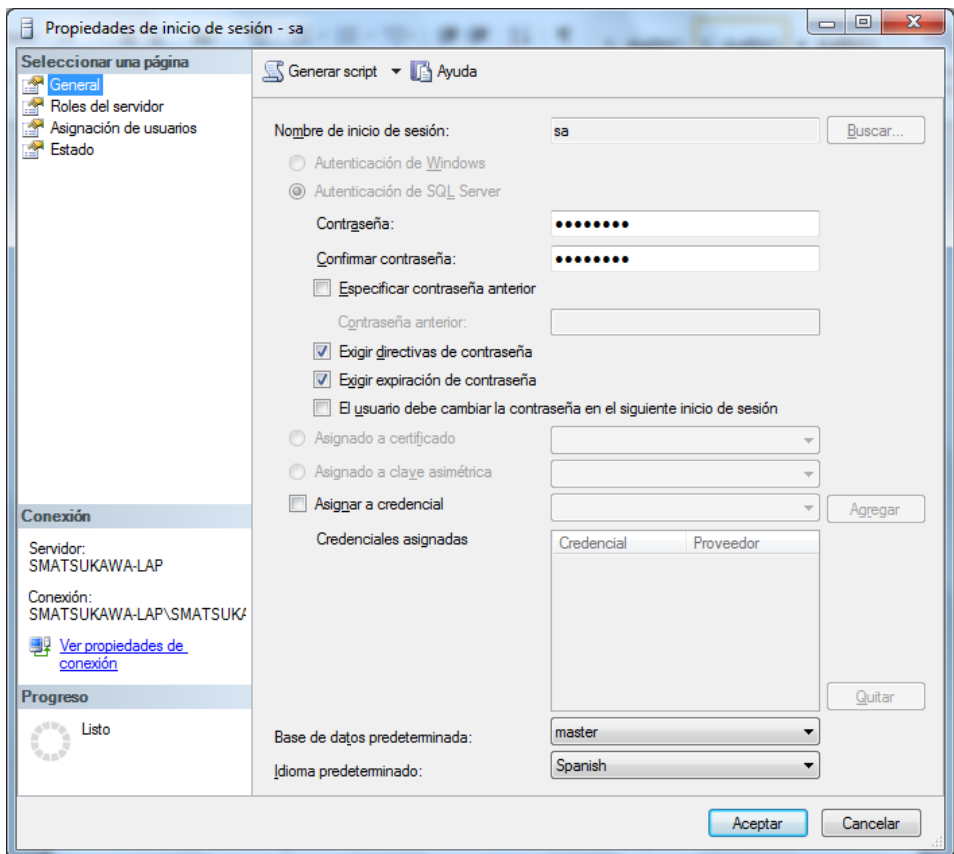 Propiedades de inicio de sesión - sa
Seleccionar una página
General
Roles del servidor
Asignación de usuarios
Estado
Generar script
Ayuda
Nombre de inicio de sesión: sa Buscar...
Autenticación de Windows
Autenticación de SQL Server
Contraseña: ●●●●●●●●
Confirmar contraseña: ●●●●●●●●
Especificar contraseña anterior
Contraseña anterior:
Exigir directivas de contraseña
Exigir expiración de contraseña
El usuario debe cambiar la contraseña en el siguiente inicio de sesión
Asignado a certificado
Asignado a clave asimétrica
Asignar a credencial Agregar
Credenciales asignadas Credencial Proveedor
Quitar
Base de datos predeterminada: master
Idioma predeterminado: Spanish
Conexión
Servidor:
SMATSUKAWA-LAP
Conexión:
SMATSUKAWA-LAP\SMATSUKA
Ver propiedades de
conexión
Progreso
Listo
Aceptar Cancelar